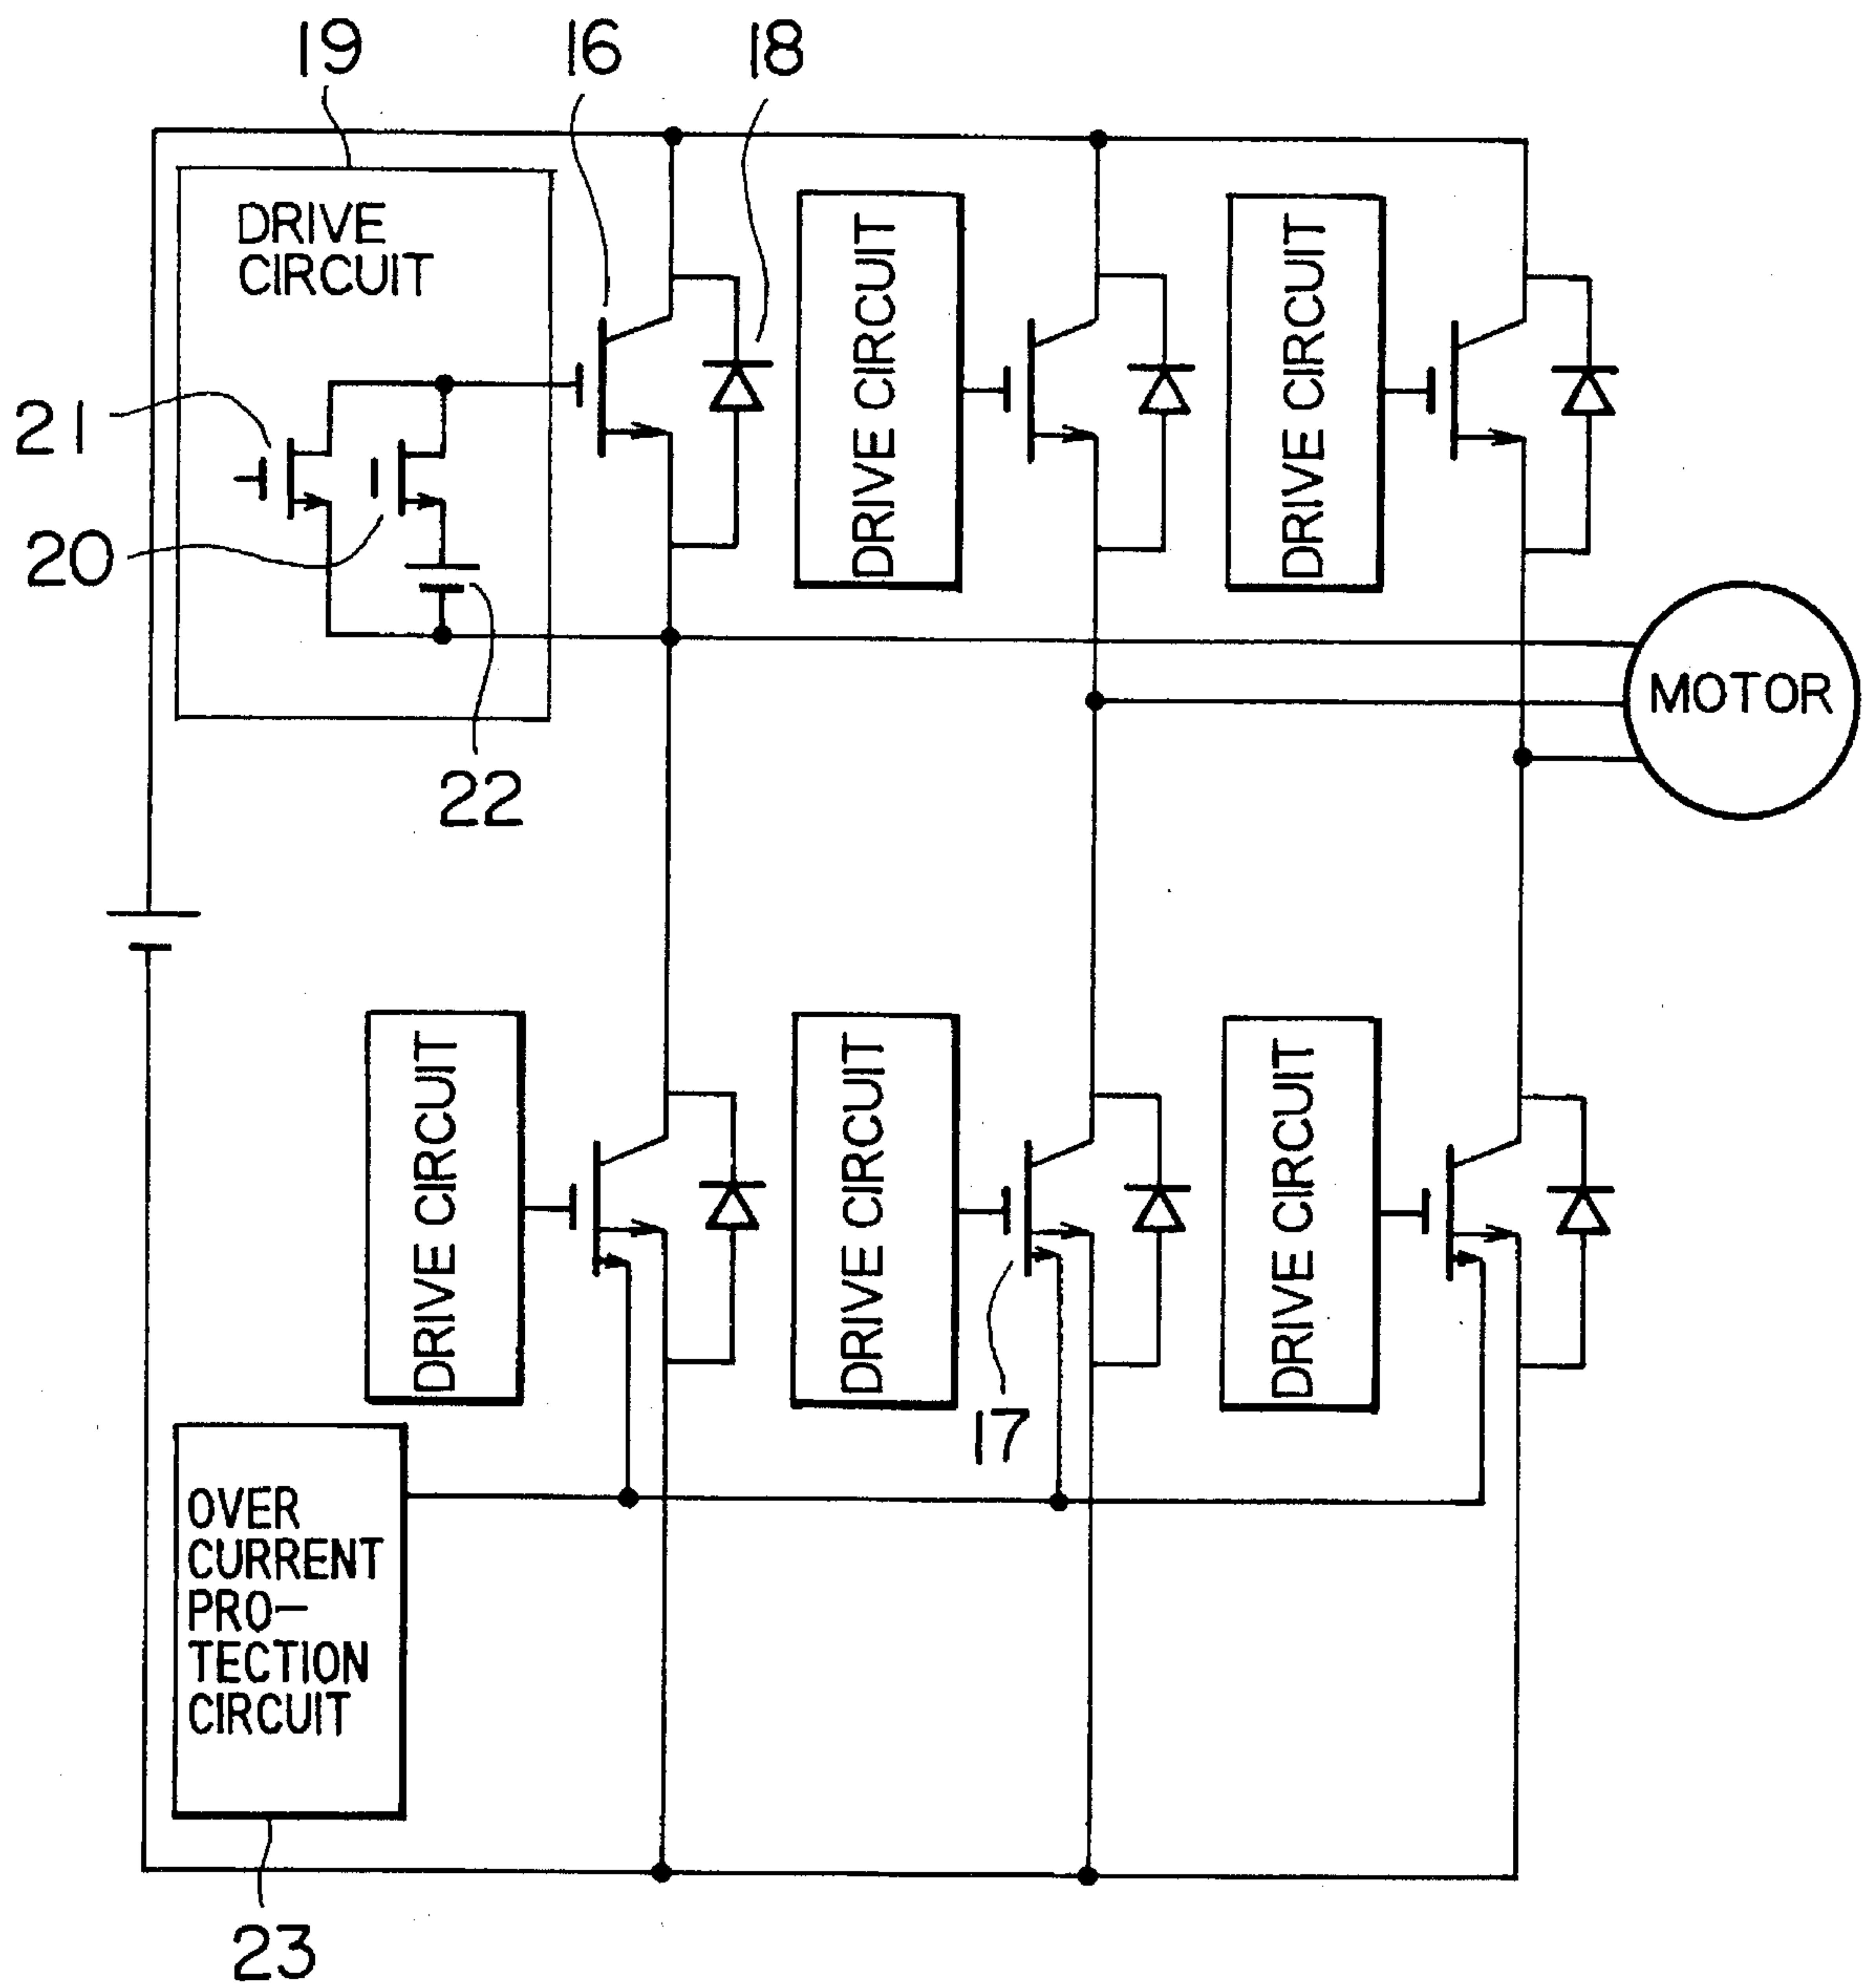 19
16
18
DRIVE
CIRCUIT
DRIVE CIRCUIT
DRIVE CIRCUIT
21
20
MOTOR
22
DRIVE CIRCUIT
DRIVE CIRCUIT
DRIVE CIRCUIT
17
OVER
CURRENT
PRO-
TECTION
CIRCUIT
23